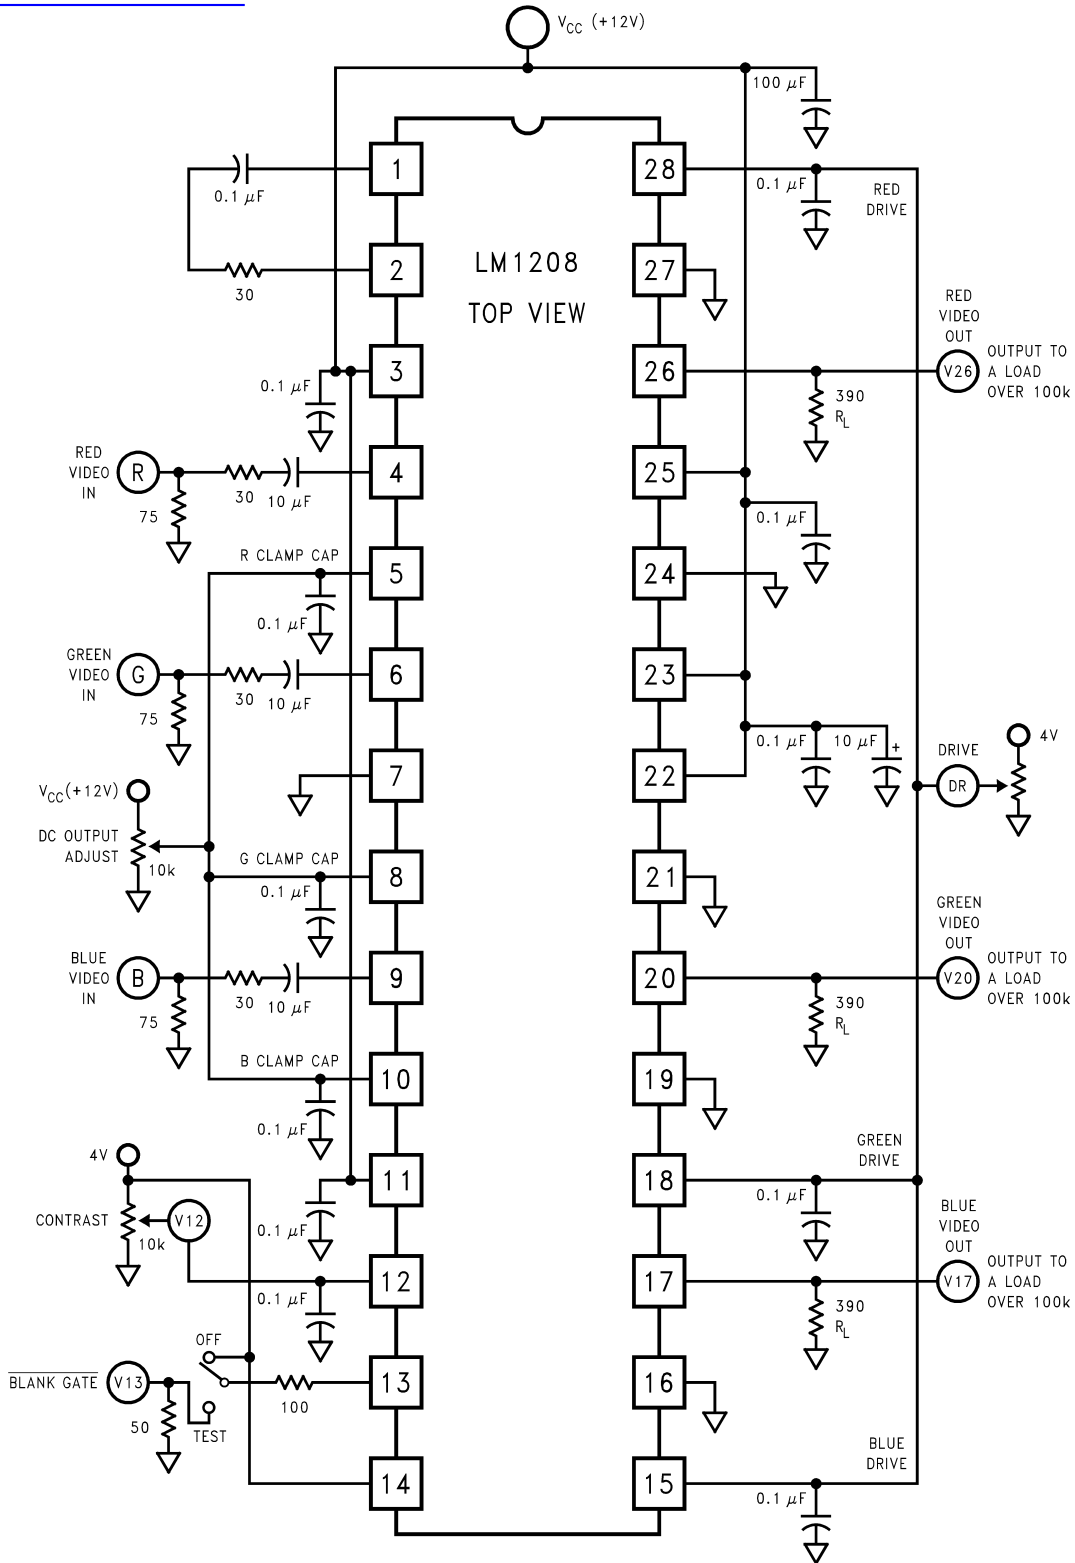 V_CC (+12V)
100 μF
1
28
0.1 μF
0.1 μF
RED
DRIVE
LM1208
TOP VIEW
2
27
30
RED
VIDEO
OUT
3
26
V26
OUTPUT TO
A LOAD
OVER 100k
0.1 μF
390
R_L
RED
VIDEO
IN
R
30
10 μF
4
25
75
0.1 μF
R CLAMP CAP
5
24
0.1 μF
GREEN
VIDEO
IN
G
30
10 μF
6
23
75
0.1 μF
10 μF
+
DRIVE
4V
V_CC(+12V)
7
22
DR
DC OUTPUT
ADJUST
10k
G CLAMP CAP
8
21
0.1 μF
GREEN
VIDEO
OUT
BLUE
VIDEO
IN
B
30
10 μF
9
20
V20
OUTPUT TO
A LOAD
OVER 100k
75
390
R_L
B CLAMP CAP
10
19
0.1 μF
4V
GREEN
DRIVE
11
18
0.1 μF
0.1 μF
CONTRAST
V12
10k
BLUE
VIDEO
OUT
12
17
V17
OUTPUT TO
A LOAD
OVER 100k
0.1 μF
390
R_L
OFF
BLANK GATE
V13
100
13
16
50
TEST
14
15
BLUE
DRIVE
0.1 μF